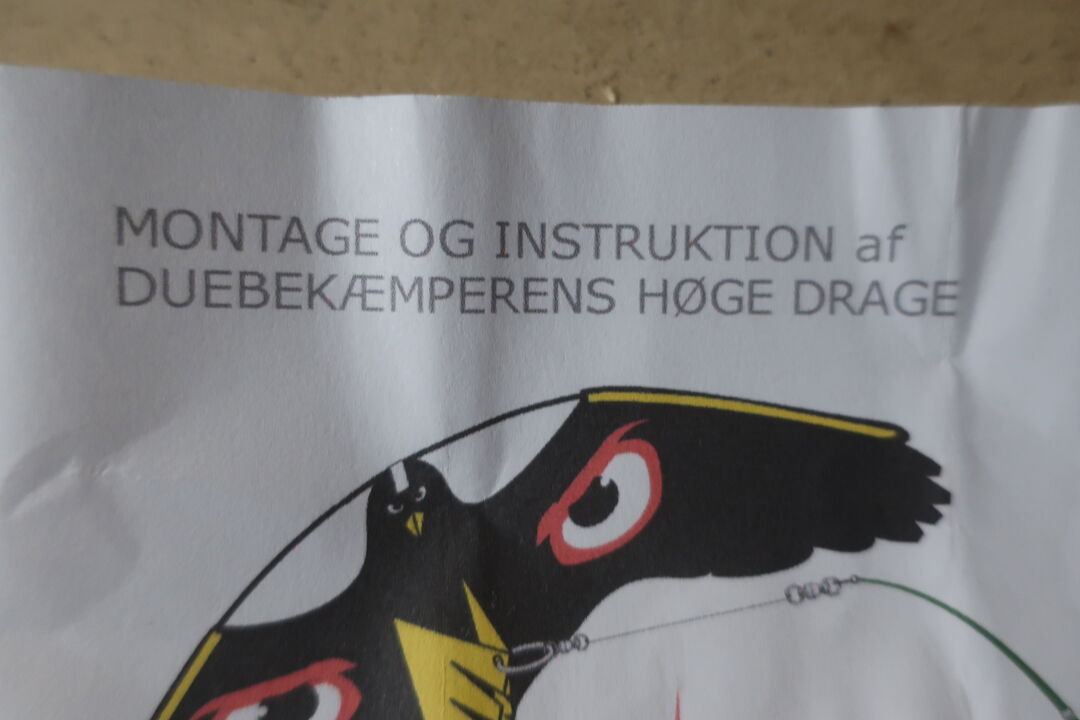 MONTAGE OG INSTRUKTION af
DUEBEKÆMPERENS HØGE DRAGE